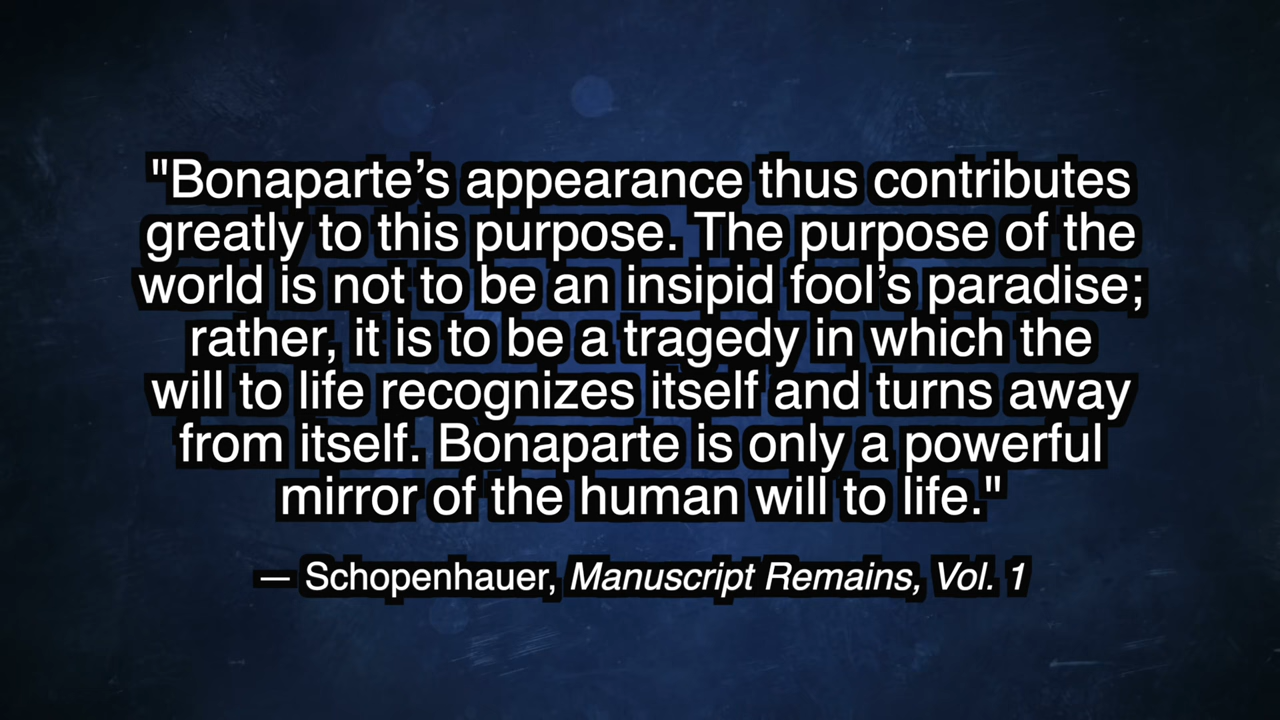 "Bonaparte’s appearance thus contributes
greatly to this purpose. The purpose of the
world is not to be an insipid fool’s paradise;
rather, it is to be a tragedy in which the
will to life recognizes itself and turns away
from itself. Bonaparte is only a powerful
mirror of the human will to life."
— Schopenhauer, Manuscript Remains, Vol. 1